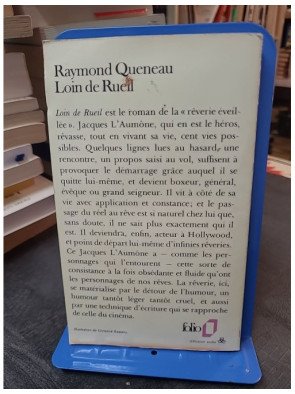 Raymond Queneau
Loin de Rueil
Loin de Rueil est le roman de la « rêverie éveil-
lée ». Jacques L'Aumône, qui en est le héros,
rêvasse, tout en vivant sa vie, cent vies pos-
sibles. Quelques lignes lues au hasard, une
rencontre, un propos saisi au vol, suffisent à
provoquer le démarrage grâce auquel il se
quitte lui-même, et devient boxeur, général,
évêque ou grand seigneur. Il vit à côté de sa
vie avec application et constance; et le pas-
sage du réel au rêve est si naturel chez lui que,
sans doute, il ne sait plus exactement qui il
est. Il deviendra, enfin, acteur à Hollywood,
et point de départ lui-même d'infinies rêveries.
Ce Jacques L'Aumône a — comme les per-
sonnages qui l'entourent — cette sorte de
consistance à la fois obsédante et fluide qu'ont
les personnages de nos rêves. La rêverie, ici,
se matérialise par le détour de l'humour, un
humour tantôt léger tantôt cruel, et aussi
par une technique d'écriture qui se rapproche
de celle du cinéma.
folio